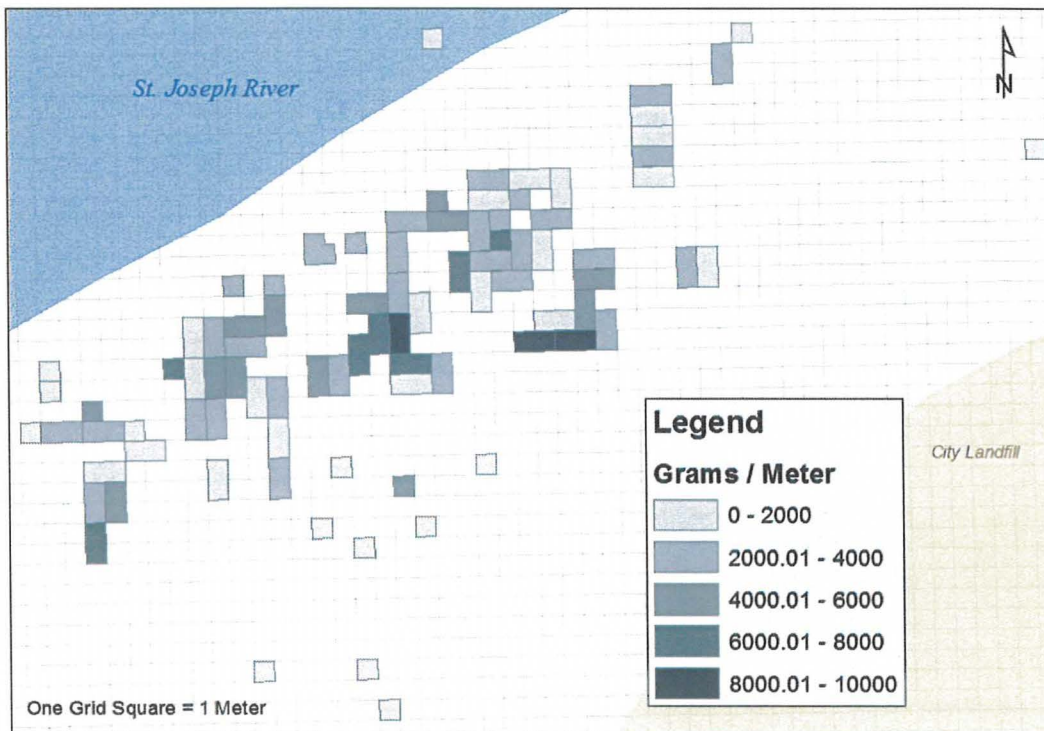 St. Joseph River
N
City Landfill
Legend
Grams / Meter
0 - 2000
2000.01 - 4000
4000.01 - 6000
6000.01 - 8000
8000.01 - 10000
One Grid Square = 1 Meter